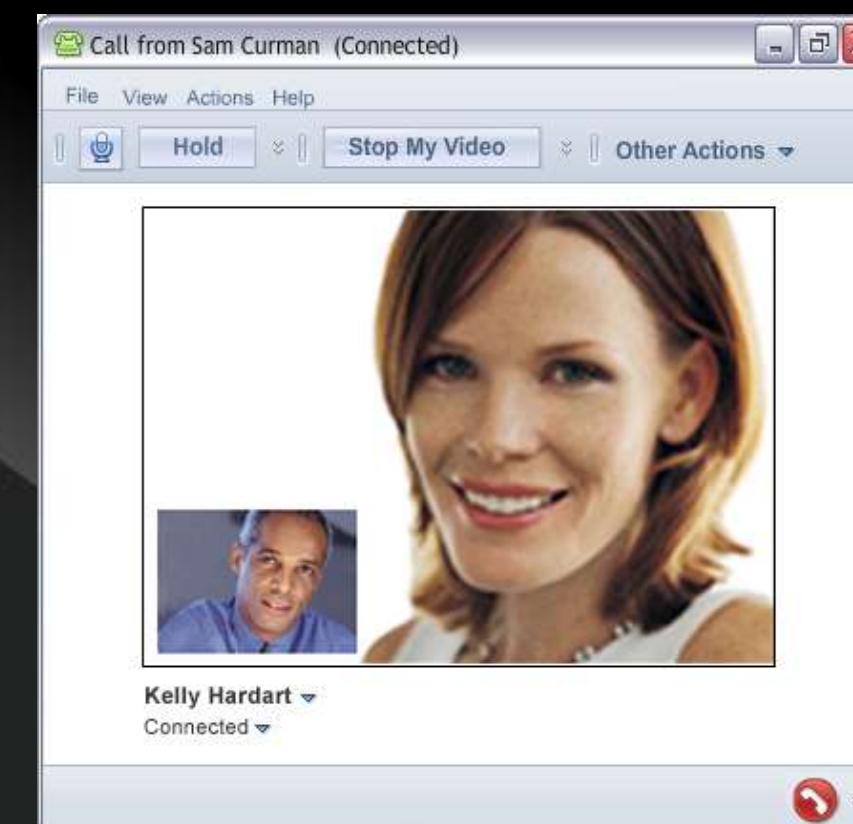 Call from Sam Curman (Connected)
File View Actions Help
Hold Stop My Video Other Actions
Kelly Hardart
Connected